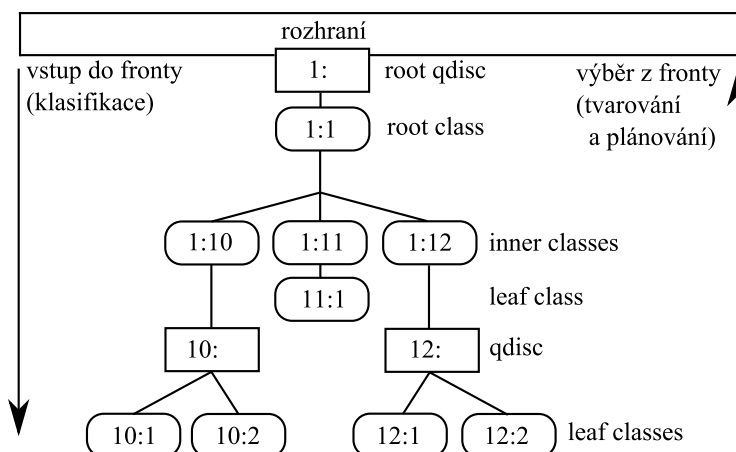 rozhraní
vstup do fronty
(klasifikace)
1: root qdisc
výběr z fronty
(tvarování
a plánování)
1:1 root class
1:10 1:11 1:12 inner classes
11:1 leaf class
10: 12: qdisc
10:1 10:2 12:1 12:2 leaf classes